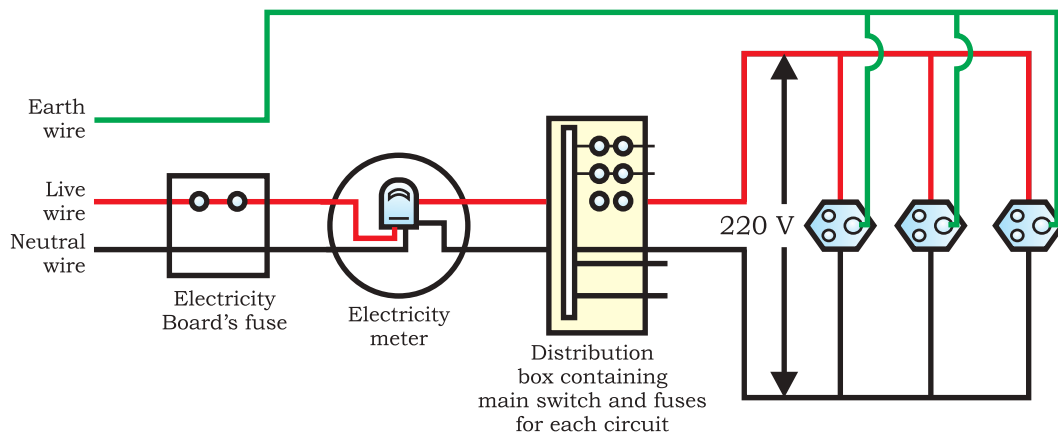 Earth
wire
Live
wire
Neutral
wire
Electricity
Board's fuse
Electricity
meter
Distribution
box containing
main switch and fuses
for each circuit
220 V